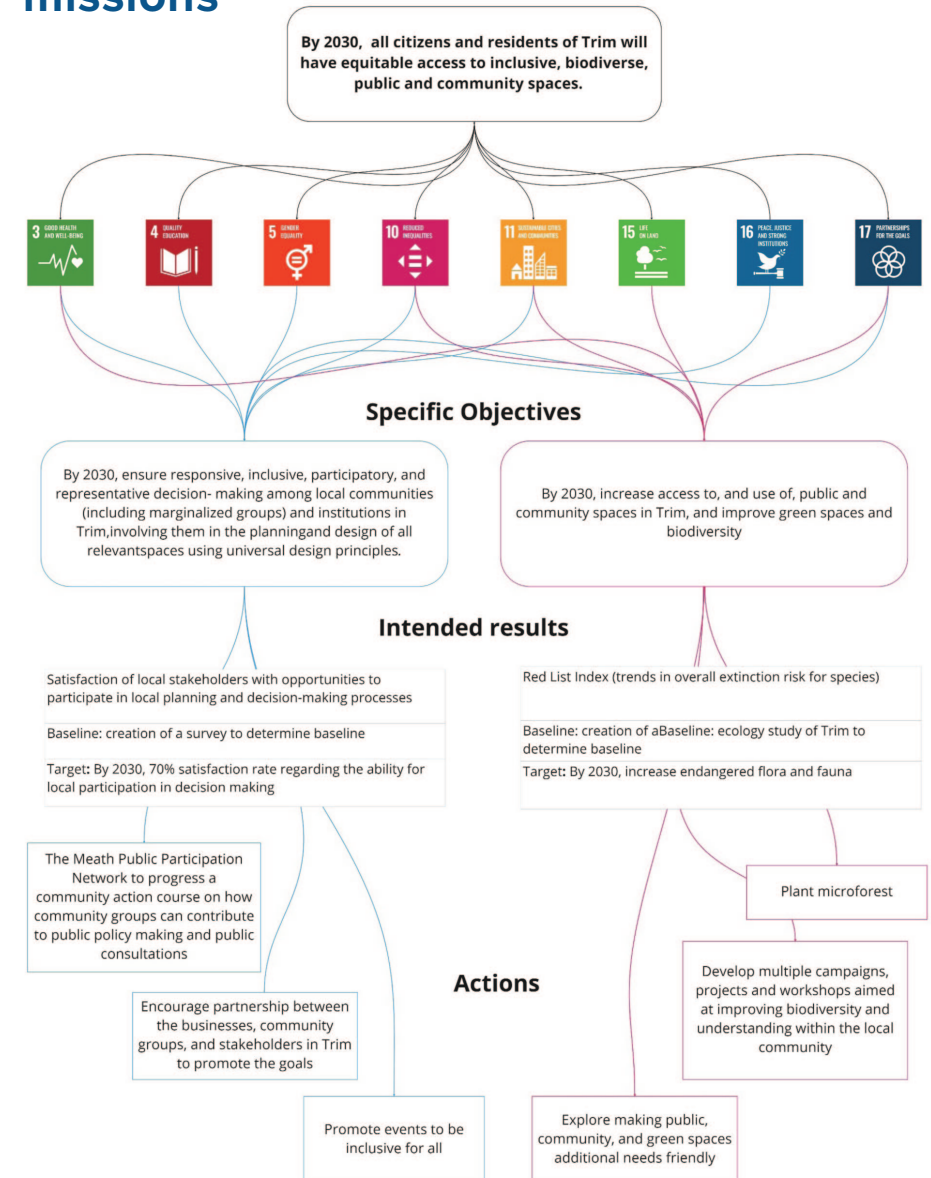 missions
By 2030, all citizens and residents of Trim will
have equitable access to inclusive, biodiverse,
public and community spaces.
3 GOOD HEALTH
AND WELL-BEING
4 QUALITY
EDUCATION
5 GENDER
EQUALITY
10 REDUCED
INEQUALITIES
11 SUSTAINABLE CITIES
AND COMMUNITIES
15 LIFE
ON LAND
16 PEACE, JUSTICE
AND STRONG
INSTITUTIONS
17 PARTNERSHIPS
FOR THE GOALS
Specific Objectives
By 2030, ensure responsive, inclusive, participatory, and
representative decision- making among local communities
(including marginalized groups) and institutions in
Trim,involving them in the planningand design of all
relevantspaces using universal design principles.
By 2030, increase access to, and use of, public and
community spaces in Trim, and improve green spaces and
biodiversity
Intended results
Satisfaction of local stakeholders with opportunities to
participate in local planning and decision-making processes
Baseline: creation of a survey to determine baseline
Target: By 2030, 70% satisfaction rate regarding the ability for
local participation in decision making
Red List Index (trends in overall extinction risk for species)
Baseline: creation of aBaseline: ecology study of Trim to
determine baseline
Target: By 2030, increase endangered flora and fauna
The Meath Public Participation
Network to progress a
community action course on how
community groups can contribute
to public policy making and public
consultations
Plant microforest
Actions
Encourage partnership between
the businesses, community
groups, and stakeholders in Trim
to promote the goals
Develop multiple campaigns,
projects and workshops aimed
at improving biodiversity and
understanding within the local
community
Promote events to be
inclusive for all
Explore making public,
community, and green spaces
additional needs friendly